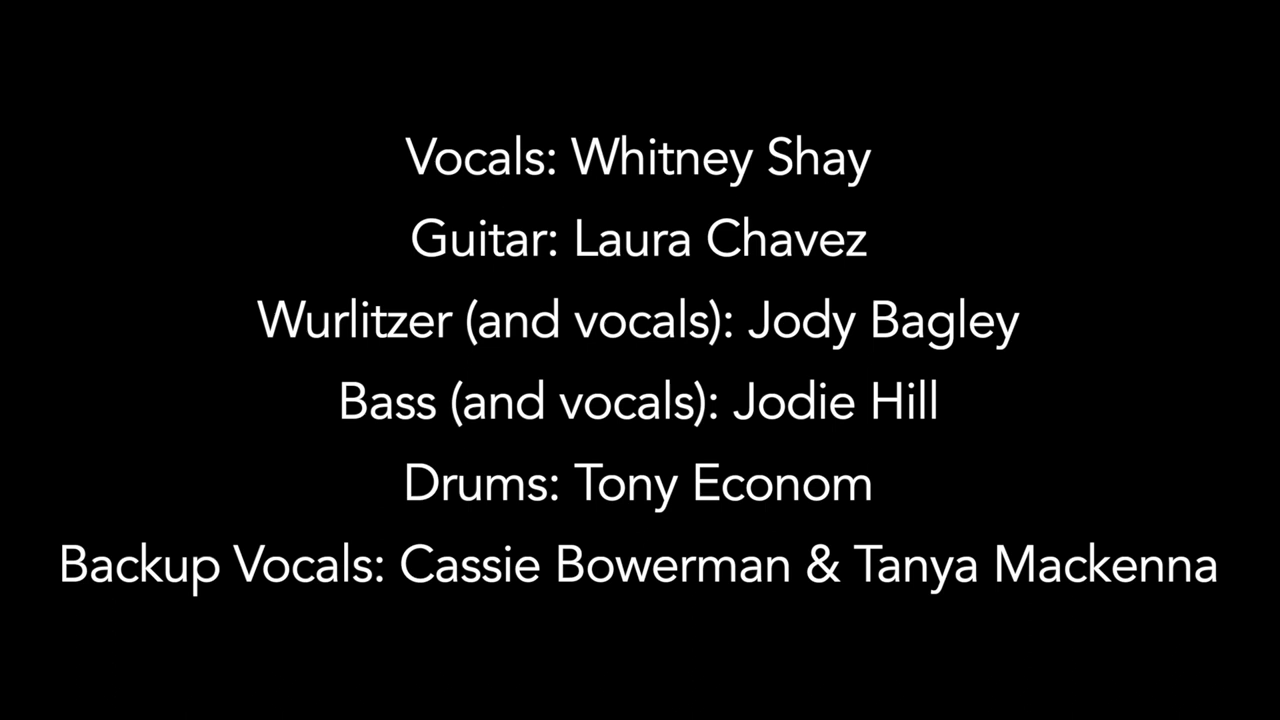 Vocals: Whitney Shay
Guitar: Laura Chavez
Wurlitzer (and vocals): Jody Bagley
Bass (and vocals): Jodie Hill
Drums: Tony Econom
Backup Vocals: Cassie Bowerman & Tanya Mackenna